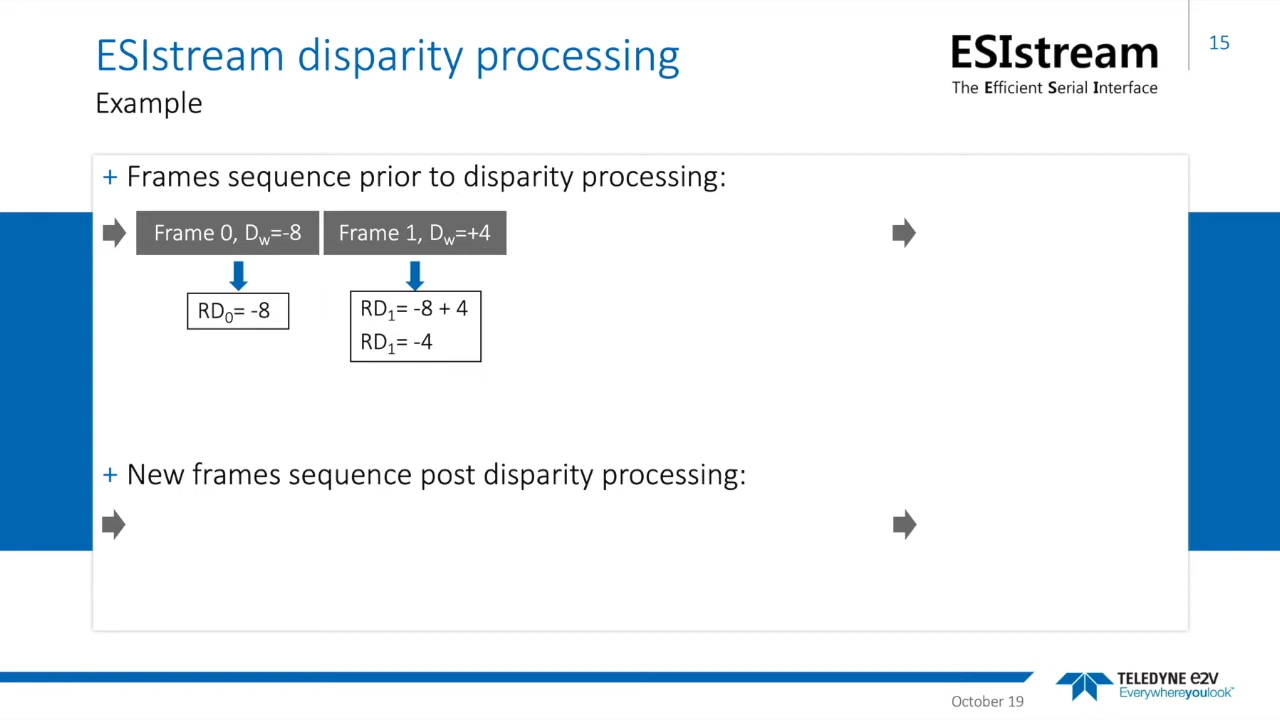 ESIstream disparity processing
Example
ESIstream
The Efficient Serial Interface
15
+ Frames sequence prior to disparity processing:
Frame 0, Dw=-8
Frame 1, Dw=+4
RD0= -8
RD1= -8 + 4
RD1= -4
+ New frames sequence post disparity processing:
October 19
TELEDYNE e2v
Everywhereyoulook™